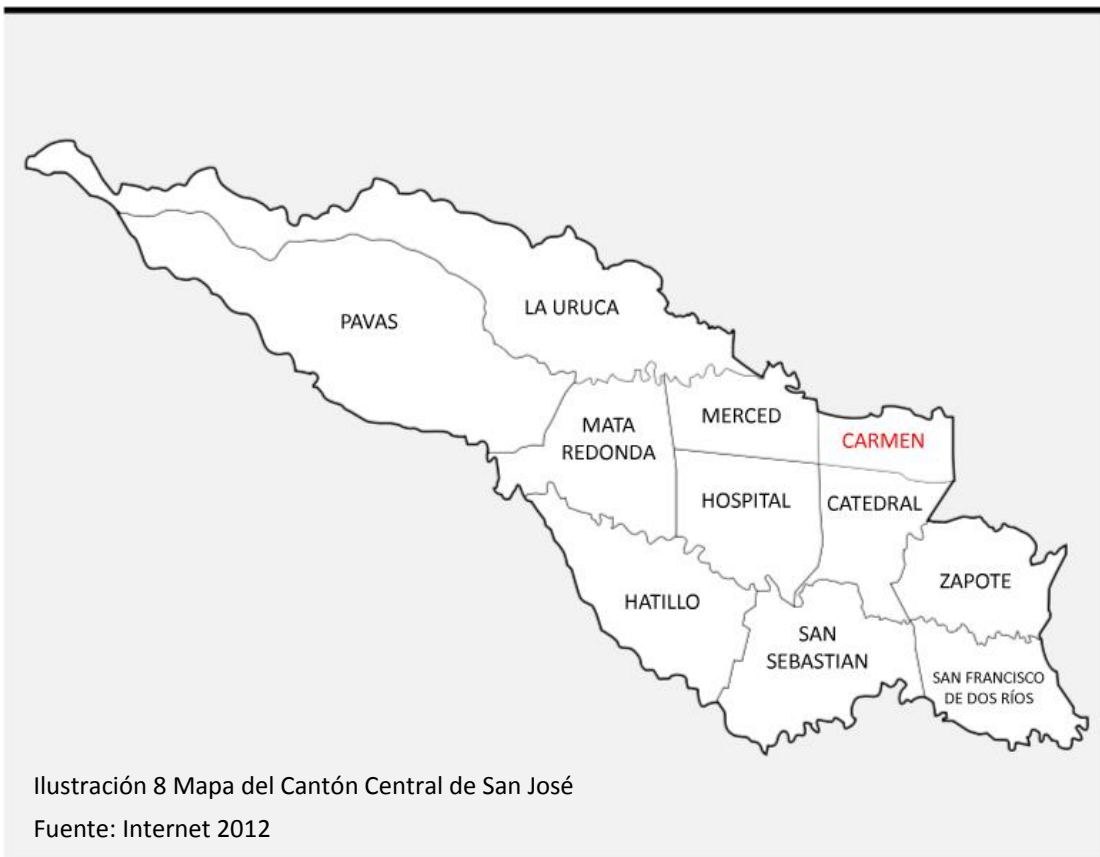 LA URUCA
PAVAS
MERCED
MATA
REDONDA
CARMEN
HOSPITAL
CATEDRAL
ZAPOTE
HATILLO
SAN
SEBASTIAN
SAN FRANCISCO
DE DOS RÍOS
Ilustración 8 Mapa del Cantón Central de San José
Fuente: Internet 2012